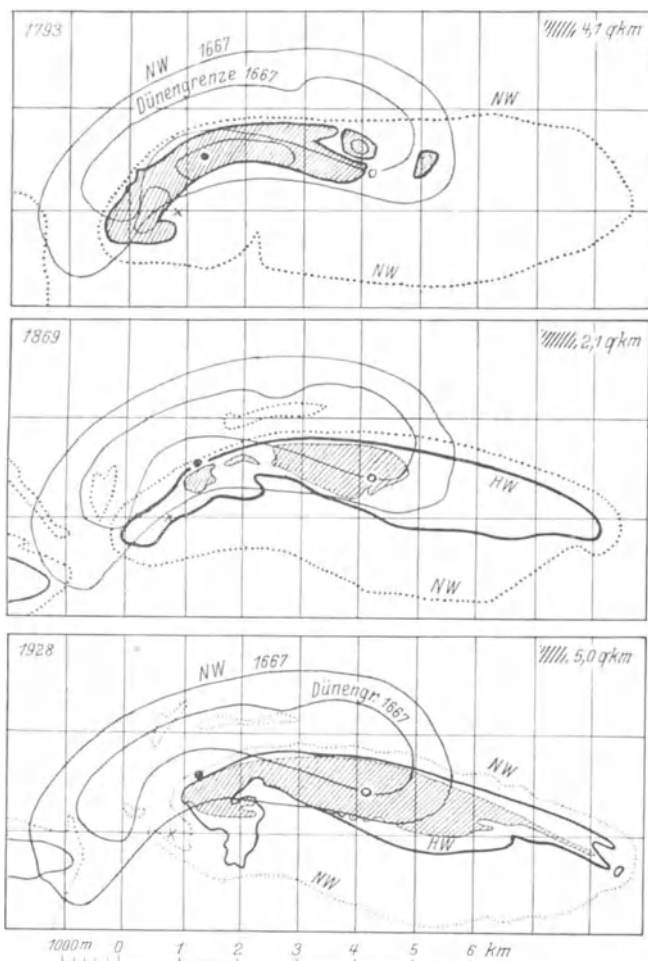 1793
NW 1667
4,1 qkm
Dünengrenze 1667
NW
NW
1869
2,1 qkm
HW
NW
1928
NW 1667
5,0 qkm
Dünengr. 1667
NW
HW
NW
1000 m 0 1 2 3 4 5 6 km